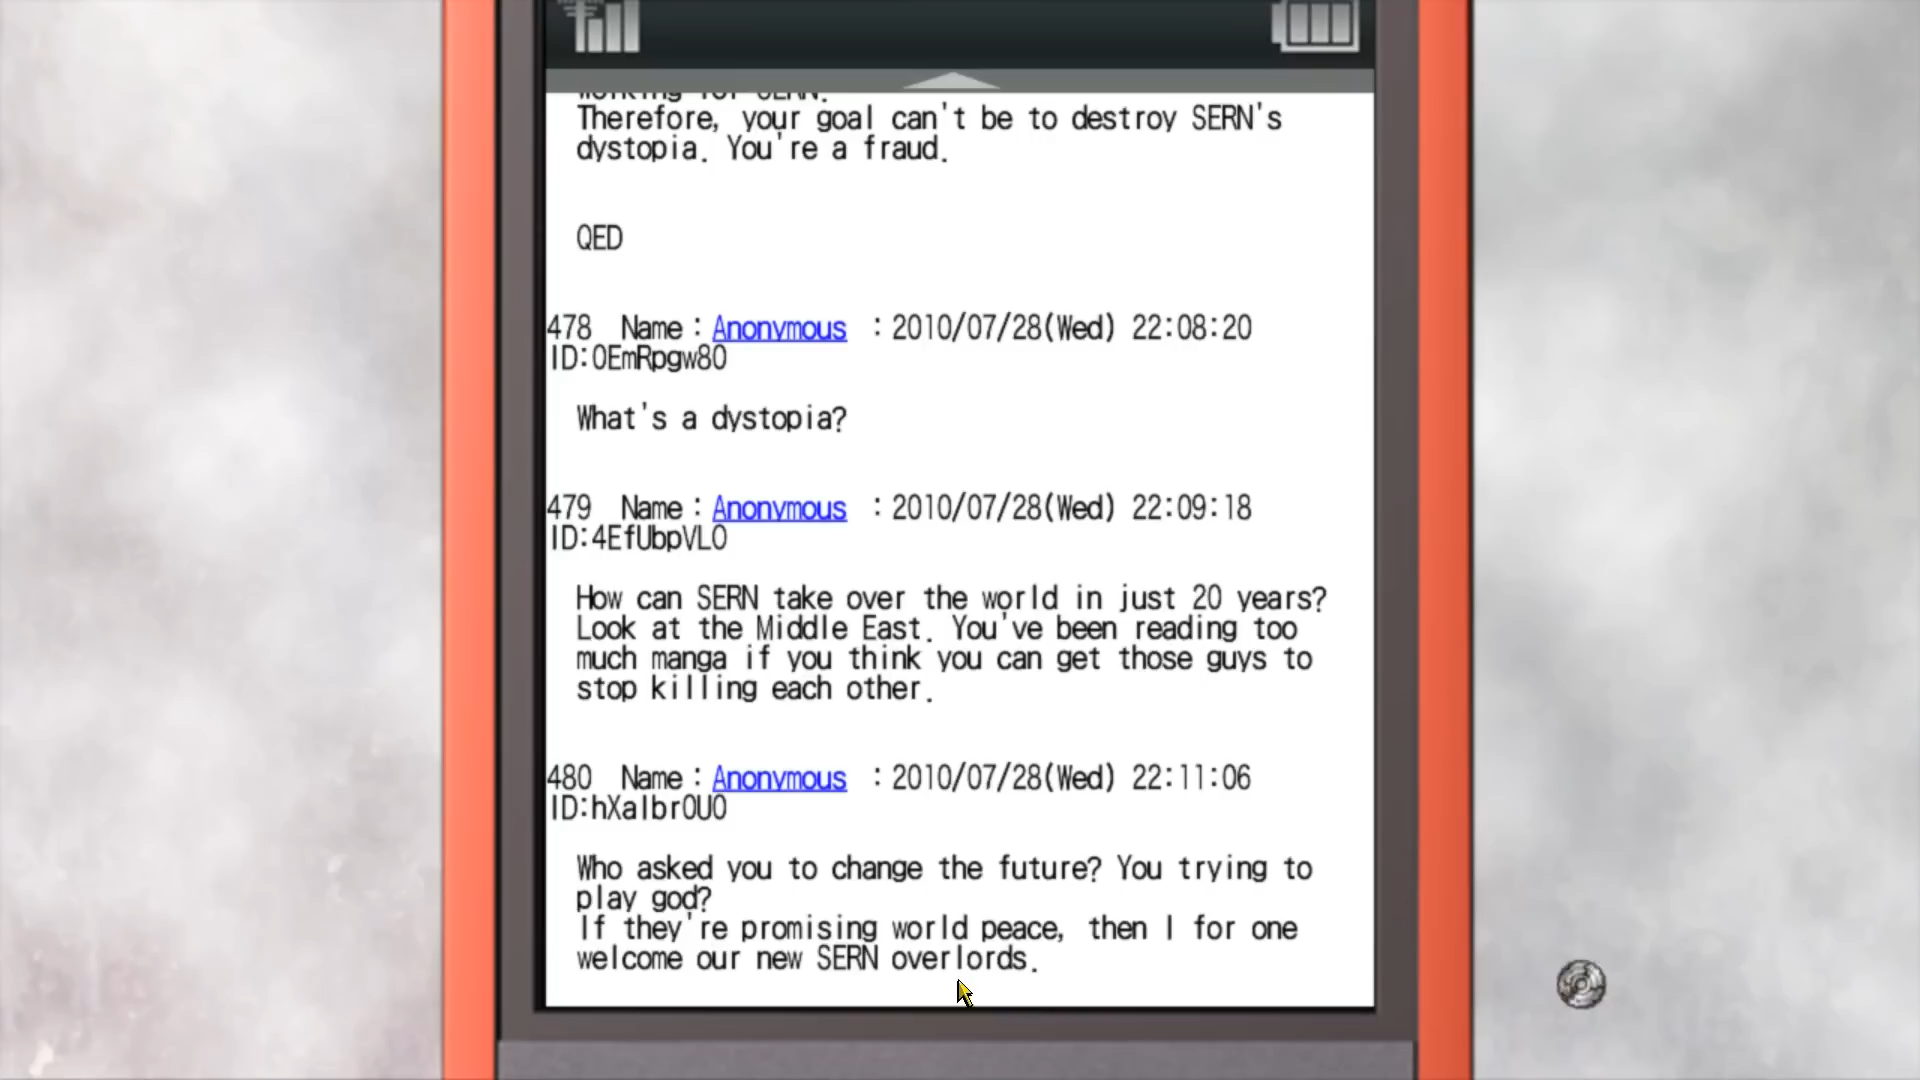 working for SERN.
Therefore, your goal can't be to destroy SERN's
dystopia. You're a fraud.
QED
478 Name：Anonymous ：2010/07/28(Wed) 22:08:20
ID:0EmRpgw80
What's a dystopia?
479 Name：Anonymous ：2010/07/28(Wed) 22:09:18
ID:4EfUbpVL0
How can SERN take over the world in just 20 years?
Look at the Middle East. You've been reading too
much manga if you think you can get those guys to
stop killing each other.
480 Name：Anonymous ：2010/07/28(Wed) 22:11:06
ID:hXaIbr0U0
Who asked you to change the future? You trying to
play god?
If they're promising world peace, then I for one
welcome our new SERN overlords.